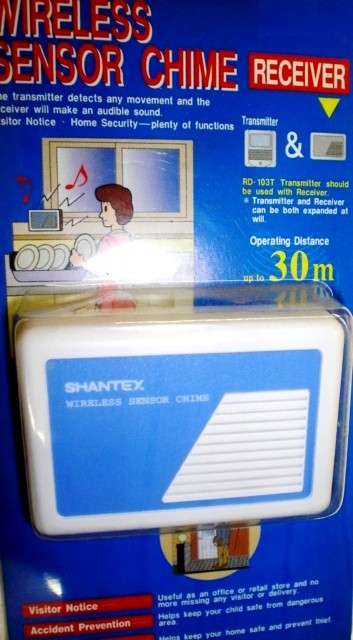 WIRELESS
SENSOR CHIME
RECEIVER
he transmitter detects any movement and the
ceiver will make an audible sound.
isitor Notice · Home Security—plenty of functions
Transmitter
&
RD-103T Transmitter should
be used with Receiver.
* Transmitter and Receiver
can be both expanded at
will.
Operating Distance
up to 30m
SHANTEX
WIRELESS SENSOR CHIME
Visitor Notice
Useful as an office or retail store and no
more missing any visitor or delivery.
Accident Prevention
Helps keep your child safe from dangerous
area.
Helps keep your home safe and prevent thief.